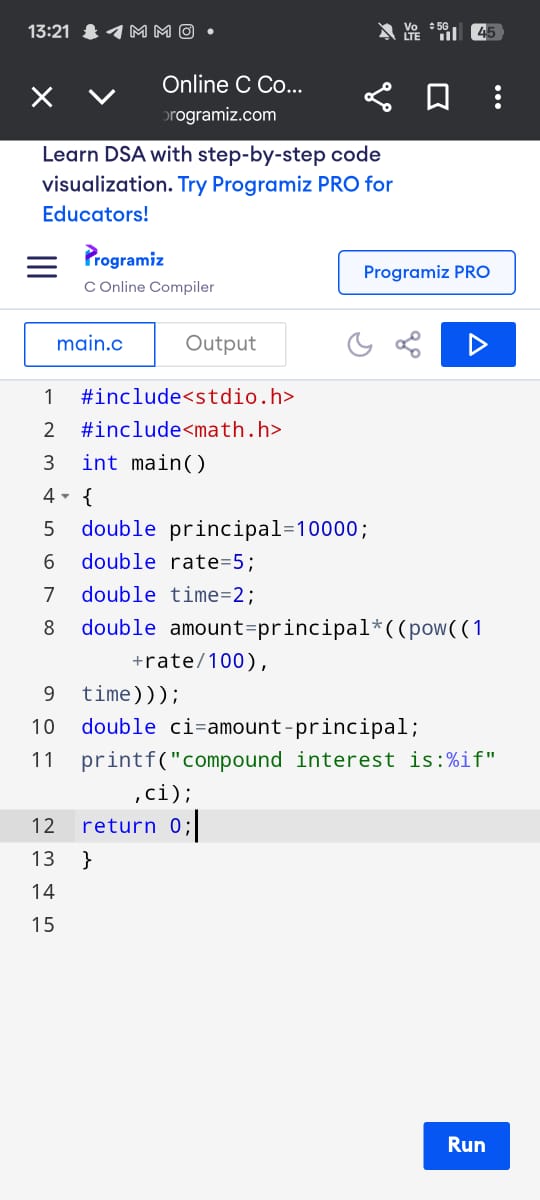 13:21
Vo LTE 5G 45
Online C Co...
programiz.com
Learn DSA with step-by-step code
visualization. Try Programiz PRO for
Educators!
Programiz
C Online Compiler
Programiz PRO
main.c Output
1 #include<stdio.h>
2 #include<math.h>
3 int main()
4 {
5 double principal=10000;
6 double rate=5;
7 double time=2;
8 double amount=principal*((pow((1
+rate/100),
9 time)));
10 double ci=amount-principal;
11 printf("compound interest is:%if"
,ci);
12 return 0;
13 }
14
15
Run